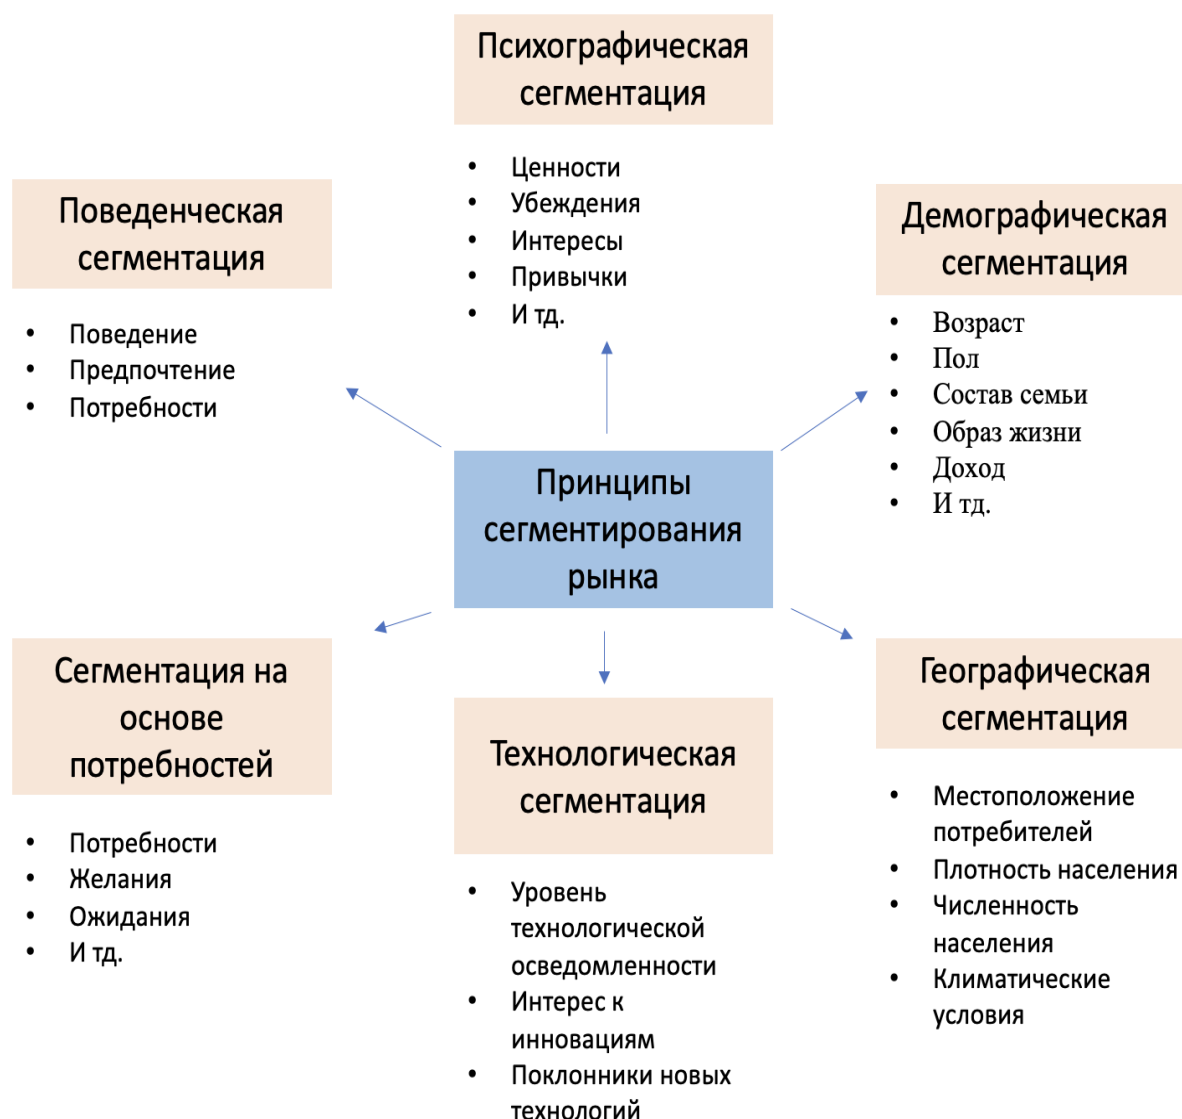 Психографическая
сегментация
• Ценности
• Убеждения
• Интересы
• Привычки
• И тд.
Поведенческая
сегментация
• Поведение
• Предпочтение
• Потребности
Демографическая
сегментация
• Возраст
• Пол
• Состав семьи
• Образ жизни
• Доход
• И тд.
Принципы
сегментирования
рынка
Сегментация на
основе
потребностей
• Потребности
• Желания
• Ожидания
• И тд.
Технологическая
сегментация
• Уровень
технологической
осведомленности
• Интерес к
инновациям
• Поклонники новых
технологий
Географическая
сегментация
• Местоположение
потребителей
• Плотность населения
• Численность
населения
• Климатические
условия